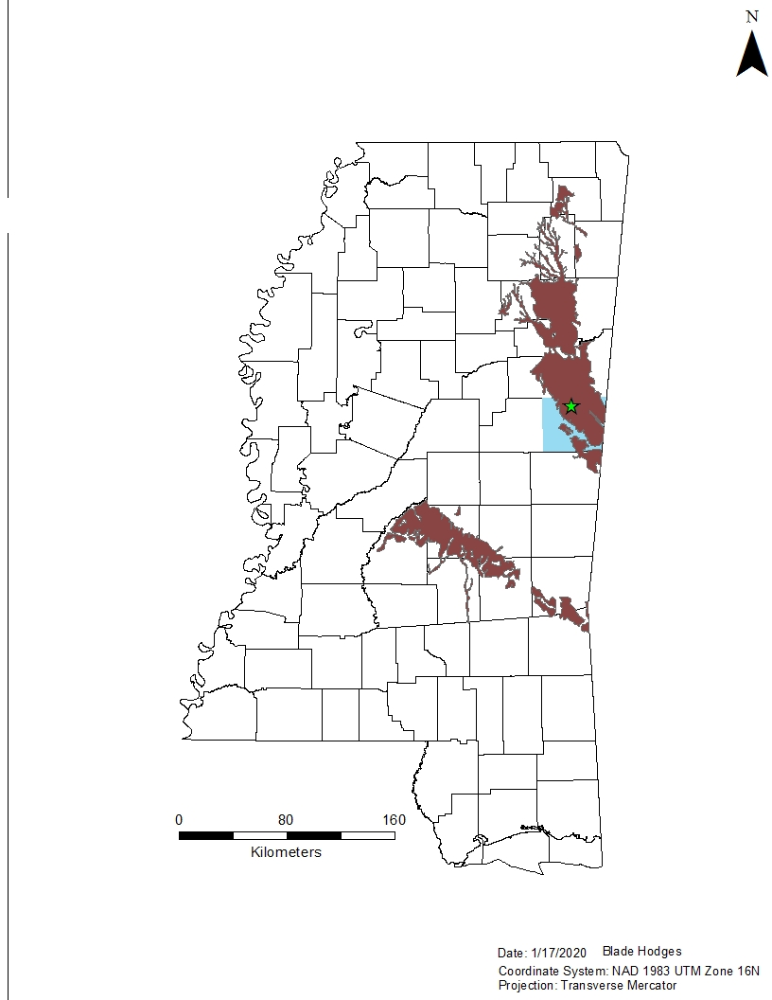 N
0 80 160
Kilometers
Date: 1/17/2020 Blade Hodges
Coordinate System: NAD 1983 UTM Zone 16N
Projection: Transverse Mercator